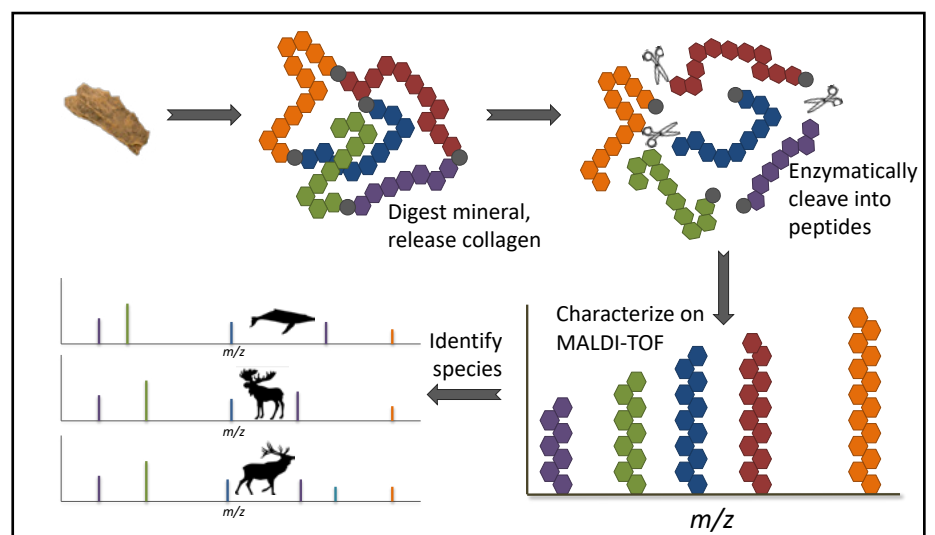 Digest mineral,
release collagen
Enzymatically
cleave into
peptides
Characterize on
MALDI-TOF
m/z
Identify
species
m/z
m/z
m/z